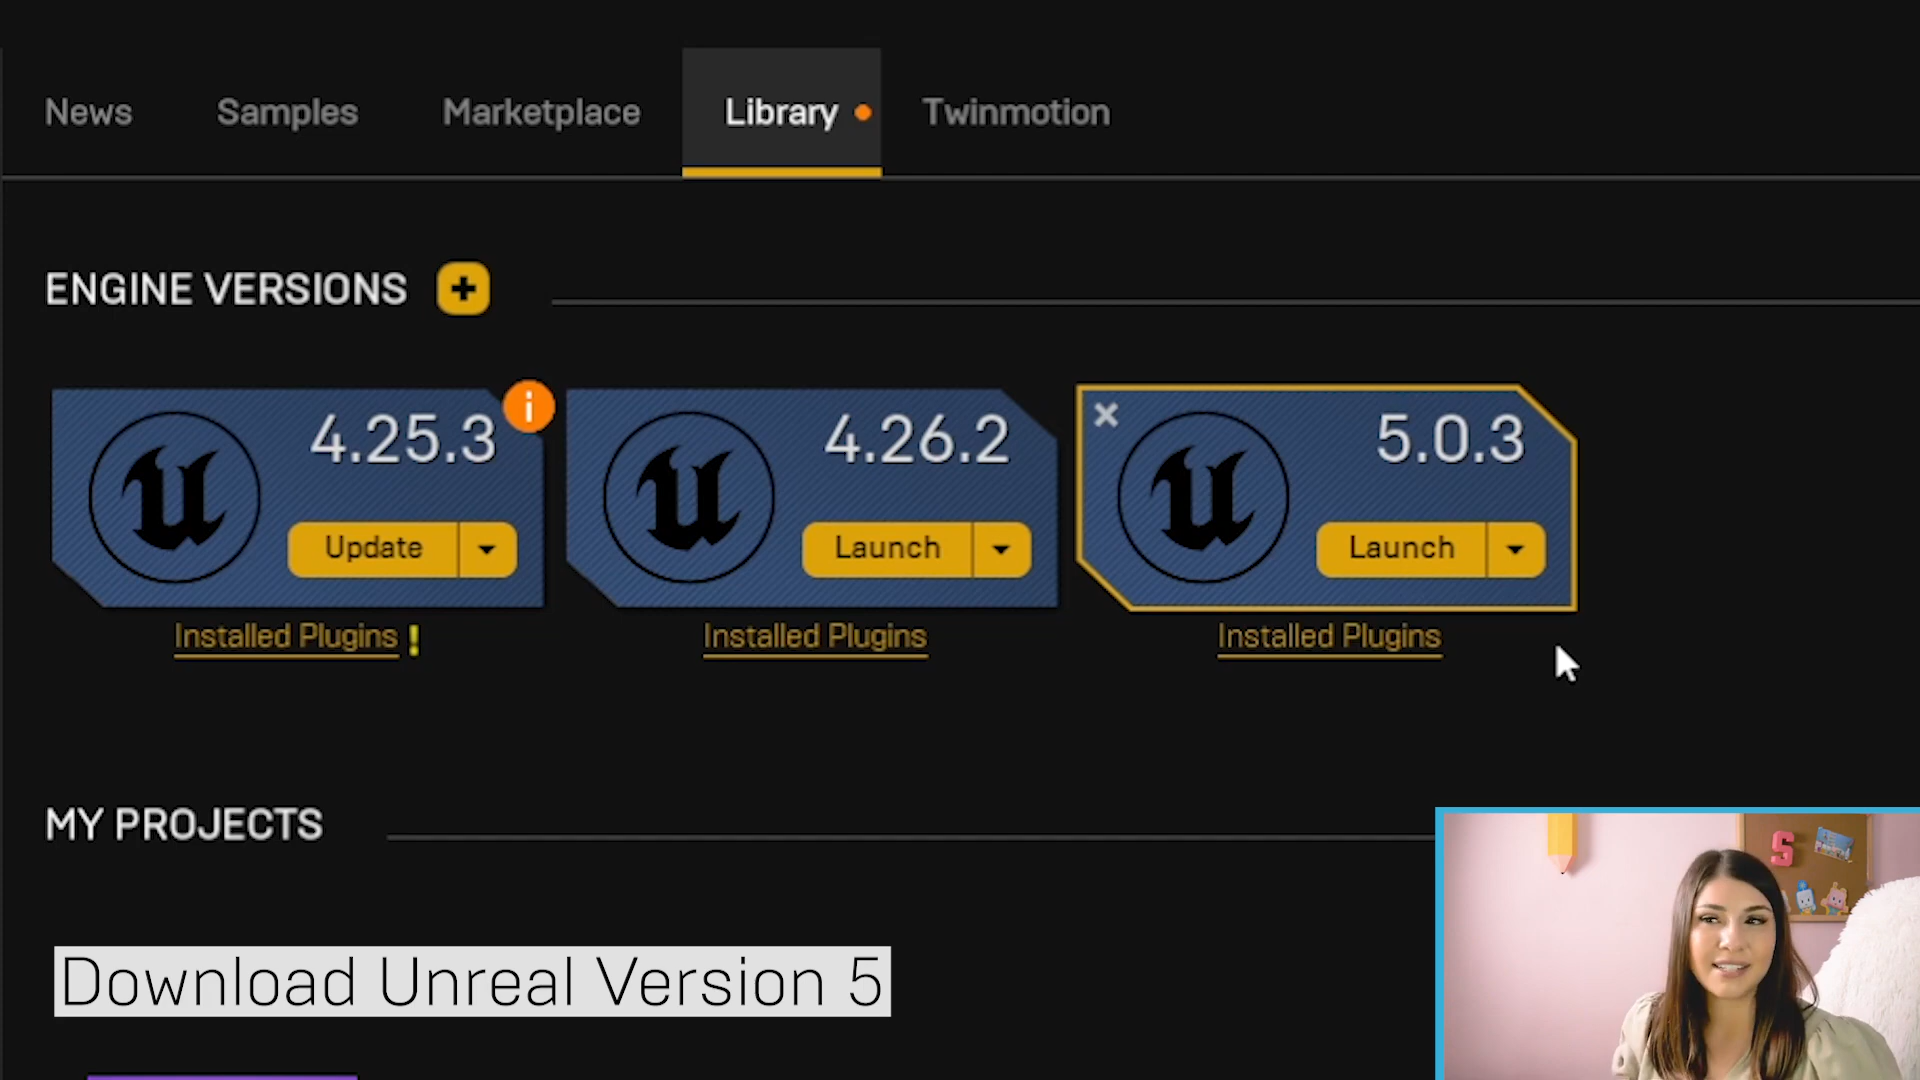 News Samples Marketplace Library Twinmotion
ENGINE VERSIONS +
4.25.3 i 4.26.2 5.0.3
Update Launch Launch
Installed Plugins ! Installed Plugins Installed Plugins
MY PROJECTS
S
Download Unreal Version 5